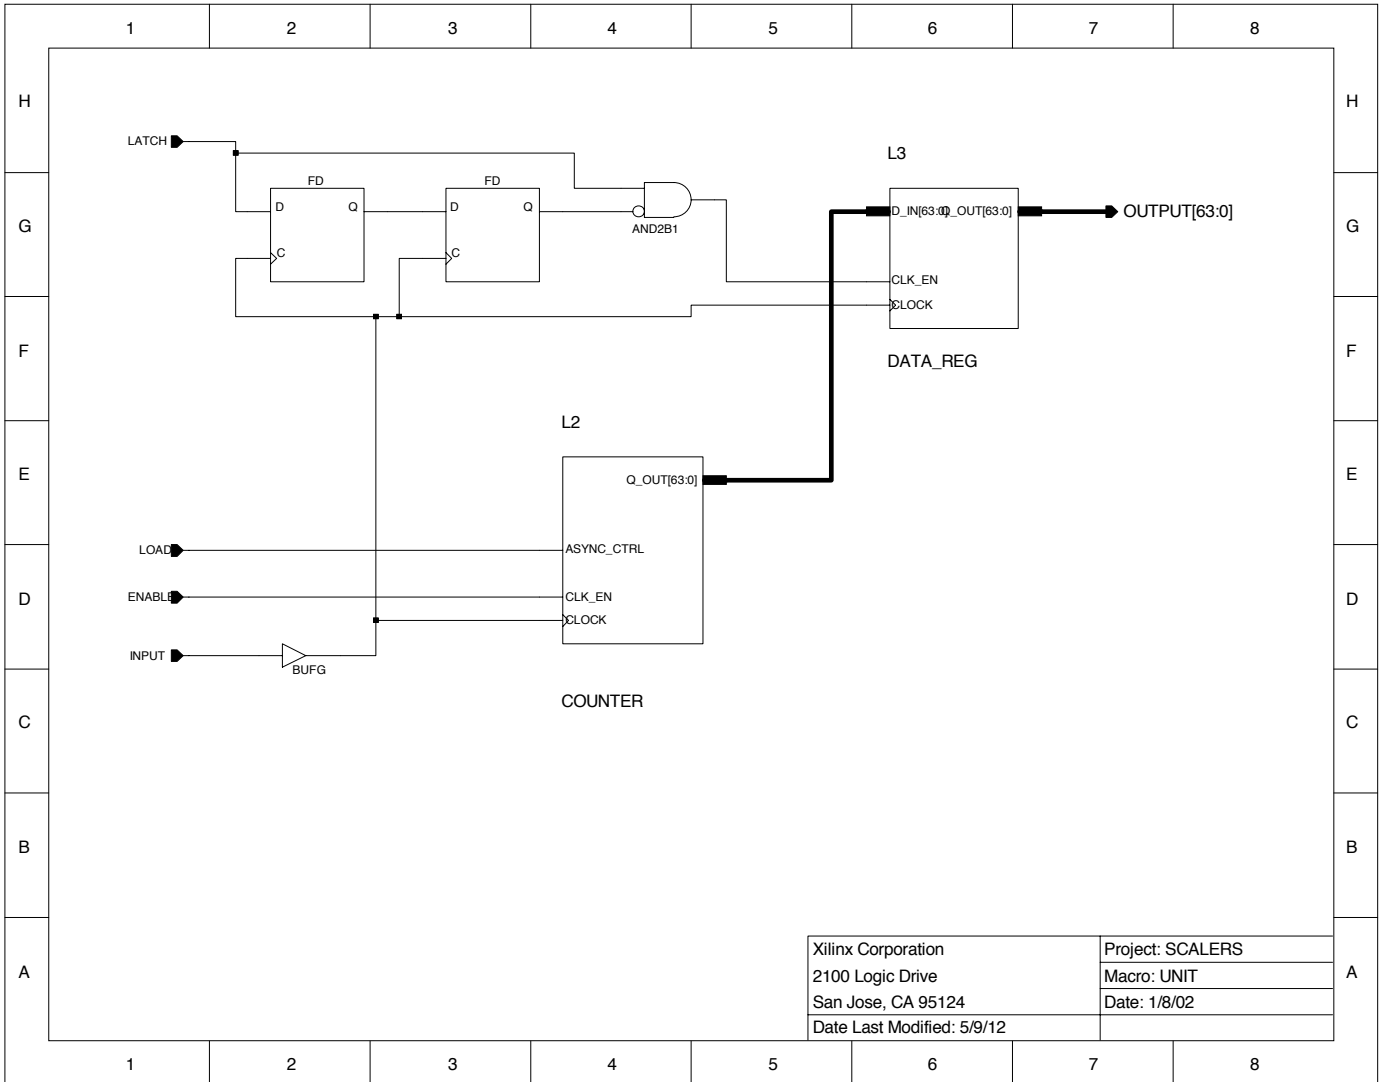 1 2 3 4 5 6 7 8
H H
LATCH
L3
FD FD
D Q D Q
D_IN[63:0] Q_OUT[63:0]
OUTPUT[63:0]
G G
AND2B1
C C
CLK_EN
CLOCK
F F
DATA_REG
L2
E E
Q_OUT[63:0]
LOAD
ASYNC_CTRL
D D
ENABLE
CLK_EN
CLOCK
INPUT
BUFG
COUNTER
C C
B B
Xilinx Corporation Project: SCALERS
A A
2100 Logic Drive Macro: UNIT
San Jose, CA 95124 Date: 1/8/02
Date Last Modified: 5/9/12
1 2 3 4 5 6 7 8